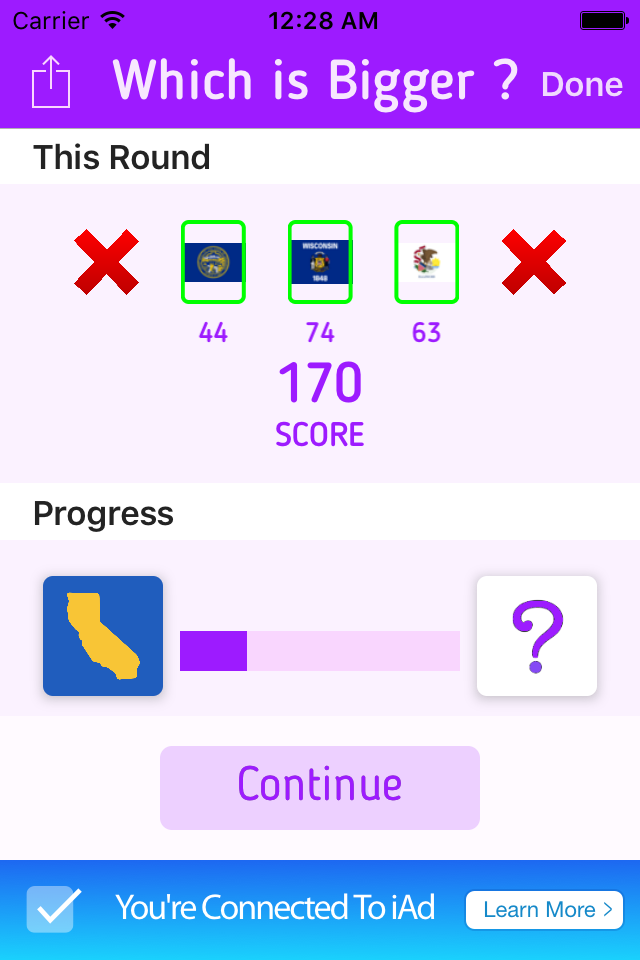 Carrier 12:28 AM
Which is Bigger ? Done
This Round
WISCONSIN
1848
44 74 63
170
SCORE
Progress
?
Continue
You're Connected To iAd Learn More >